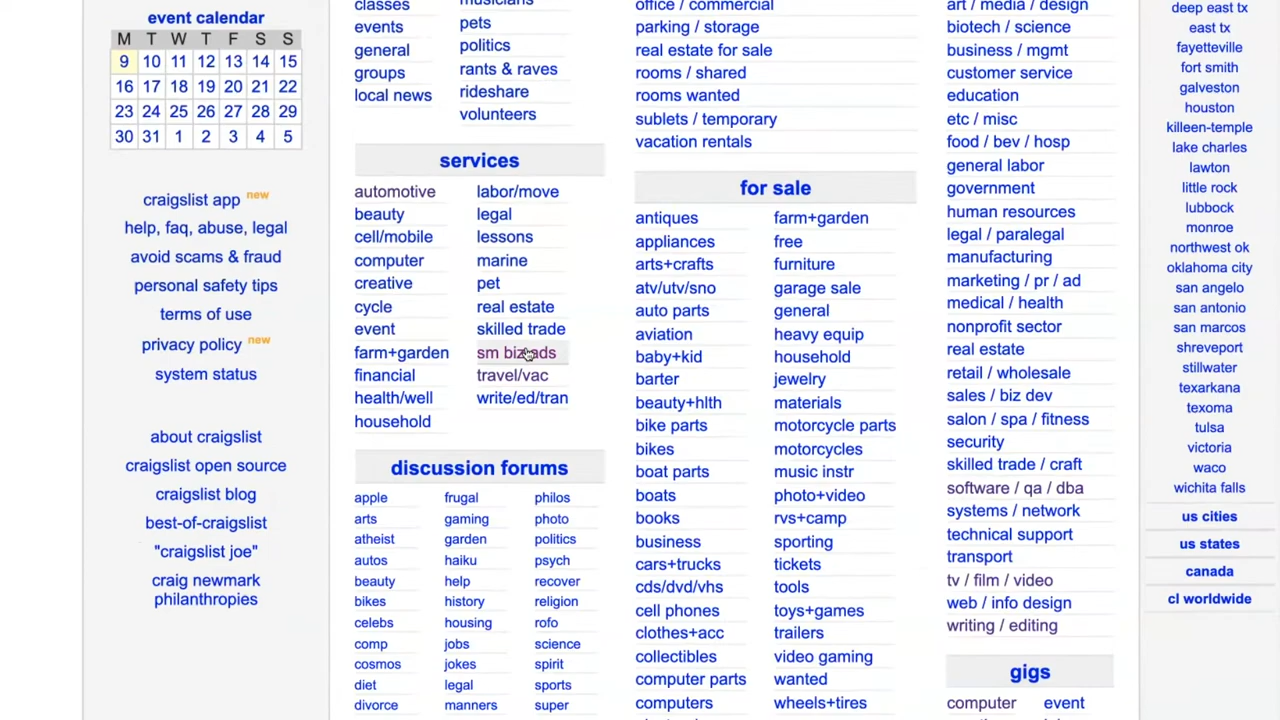 event calendar
M T W T F S S
9 10 11 12 13 14 15
16 17 18 19 20 21 22
23 24 25 26 27 28 29
30 31 1 2 3 4 5
craigslist app new
help, faq, abuse, legal
avoid scams & fraud
personal safety tips
terms of use
privacy policy new
system status
about craigslist
craigslist open source
craigslist blog
best-of-craigslist
"craigslist joe"
craig newmark
philanthropies
classes
events
general
groups
local news
musicians
pets
politics
rants & raves
rideshare
volunteers
services
automotive
beauty
cell/mobile
computer
creative
cycle
event
farm+garden
financial
health/well
household
labor/move
legal
lessons
marine
pet
real estate
skilled trade
sm biz ads
travel/vac
write/ed/tran
discussion forums
apple
arts
atheist
autos
beauty
bikes
celebs
comp
cosmos
diet
divorce
frugal
gaming
garden
haiku
help
history
housing
jobs
jokes
legal
manners
philos
photo
politics
psych
recover
religion
rofo
science
spirit
sports
super
office / commercial
parking / storage
real estate for sale
rooms / shared
rooms wanted
sublets / temporary
vacation rentals
for sale
antiques
appliances
arts+crafts
atv/utv/sno
auto parts
aviation
baby+kid
barter
beauty+hlth
bike parts
bikes
boat parts
boats
books
business
cars+trucks
cds/dvd/vhs
cell phones
clothes+acc
collectibles
computer parts
computers
farm+garden
free
furniture
garage sale
general
heavy equip
household
jewelry
materials
motorcycle parts
motorcycles
music instr
photo+video
rvs+camp
sporting
tickets
tools
toys+games
trailers
video gaming
wanted
wheels+tires
art / media / design
biotech / science
business / mgmt
customer service
education
etc / misc
food / bev / hosp
general labor
government
human resources
legal / paralegal
manufacturing
marketing / pr / ad
medical / health
nonprofit sector
real estate
retail / wholesale
sales / biz dev
salon / spa / fitness
security
skilled trade / craft
software / qa / dba
systems / network
technical support
transport
tv / film / video
web / info design
writing / editing
gigs
computer
event
deep east tx
east tx
fayetteville
fort smith
galveston
houston
killeen-temple
lake charles
lawton
little rock
lubbock
monroe
northwest ok
oklahoma city
san angelo
san antonio
san marcos
shreveport
stillwater
texarkana
texoma
tulsa
victoria
waco
wichita falls
us cities
us states
canada
cl worldwide